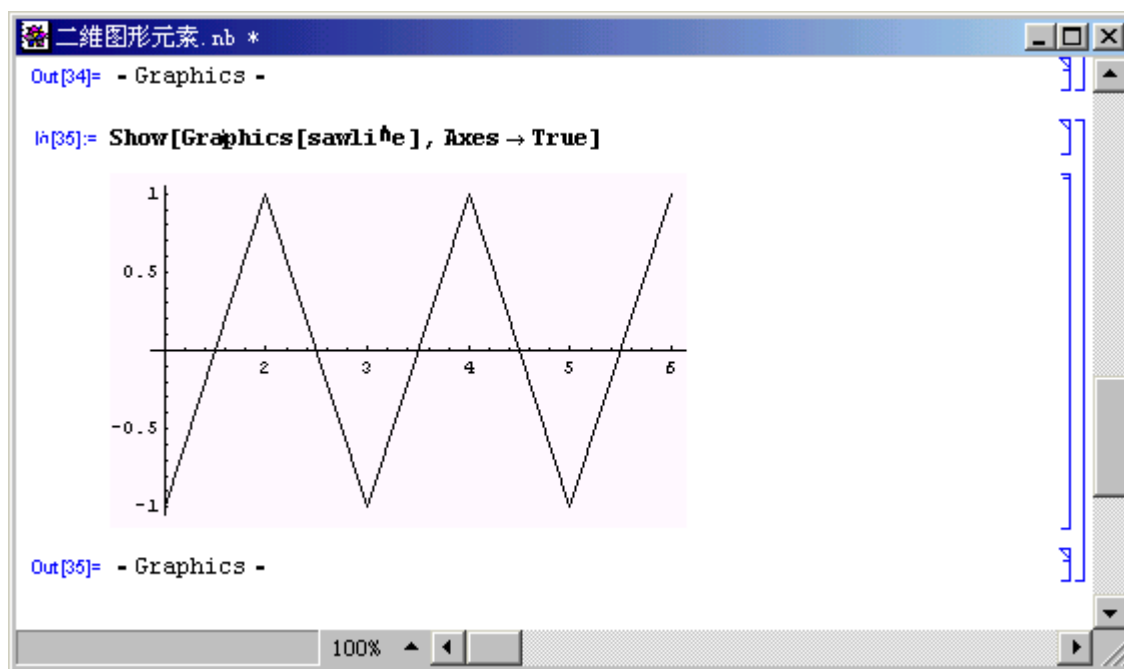 二维图形元素.nb *
Out[34]= - Graphics -
In[35]:= Show[Graphics[sawline], Axes → True]
1
0.5
2 3 4 5 6
-0.5
-1
Out[35]= - Graphics -
100%